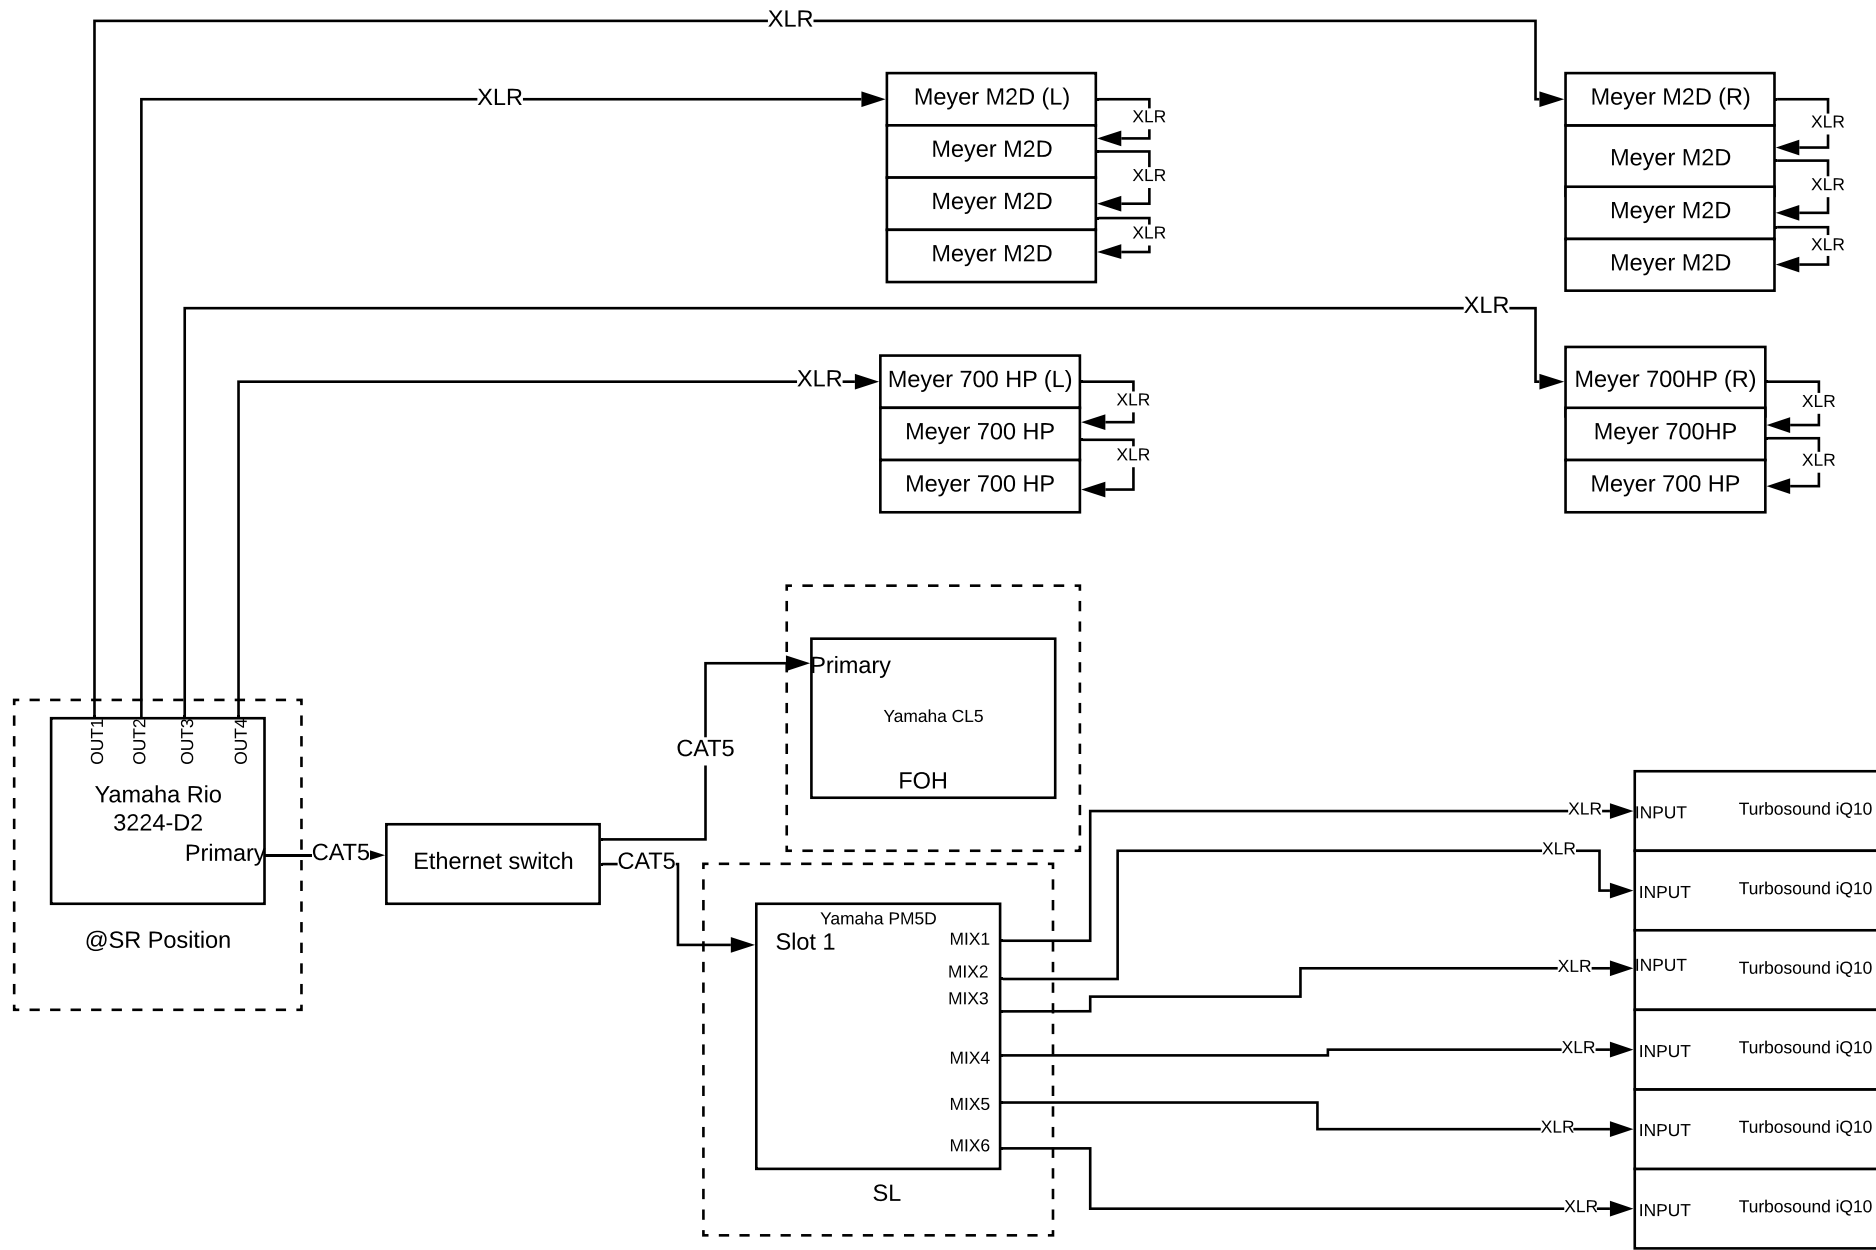 XLR
XLR
Meyer M2D (L)
XLR
Meyer M2D
XLR
Meyer M2D
XLR
Meyer M2D
Meyer M2D (R)
XLR
Meyer M2D
XLR
Meyer M2D
XLR
Meyer M2D
XLR
XLR
Meyer 700 HP (L)
XLR
Meyer 700 HP
XLR
Meyer 700 HP
Meyer 700HP (R)
XLR
Meyer 700HP
XLR
Meyer 700 HP
OUT1
OUT2
OUT3
OUT4
Yamaha Rio
3224-D2
Primary
@SR Position
CAT5
Ethernet switch
CAT5
CAT5
Primary
Yamaha CL5
FOH
Yamaha PM5D
Slot 1
MIX1
MIX2
MIX3
MIX4
MIX5
MIX6
SL
XLR
INPUT
Turbosound iQ10
XLR
INPUT
Turbosound iQ10
XLR
INPUT
Turbosound iQ10
XLR
INPUT
Turbosound iQ10
XLR
INPUT
Turbosound iQ10
XLR
INPUT
Turbosound iQ10